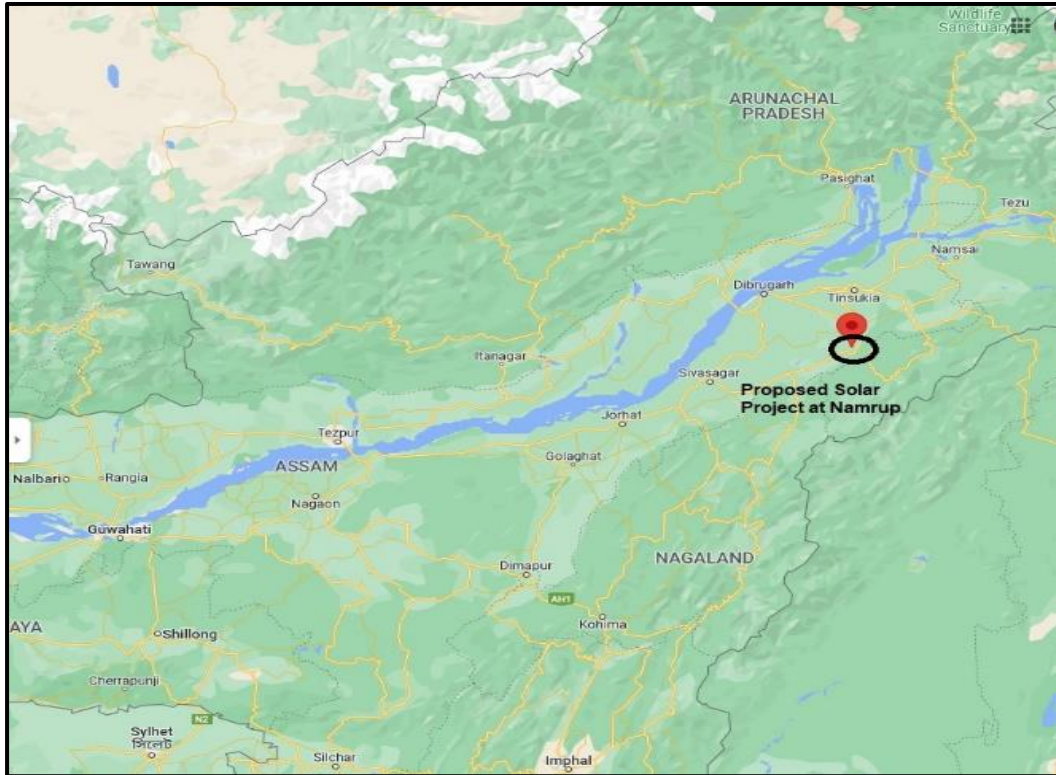 Wildlife
Sanctuary
ARUNACHAL
PRADESH
Pasighat
Tezu
Namsai
Tawang
Dibrugarh
Tinsukia
Itanagar
Sivasagar
Proposed Solar
Project at Namrup
Jorhat
Tezpur
Golaghat
ASSAM
Nalbari
Rangia
Nagaon
Guwahati
NAGALAND
Dimapur
AH1
Kohima
AYA
Shillong
Cherrapunji
N2
Sylhet
সিলেট
Silchar
Imphal